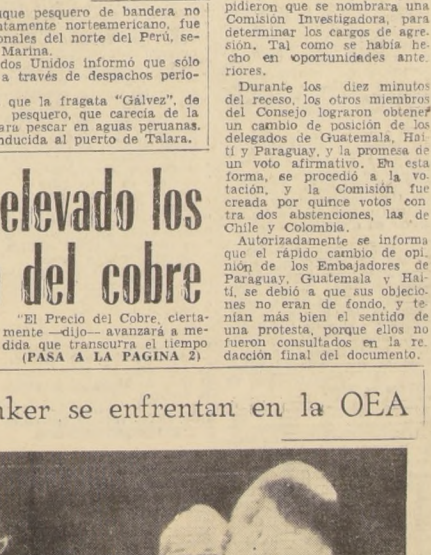 que pesquero de bandera no
ntamente norteamericano, fue
onales del norte del Perú, se-
Marina.
dos Unidos informó que sólo
a través de despachos perio-
que la fragata "Gálvez", de
pesquero, que carecía de la
ara pescar en aguas peruanas.
nducida al puerto de Talara.
elevado los
del cobre
"El Precio del Cobre, cierta-
mente —dijo— avanzará a me-
dida que transcurra el tiempo
(PASA A LA PAGINA 2)
pidieron que se nombrara una
Comisión Investigadora, para
determinar los cargos de agre-
sión. Tal como se había he-
cho en oportunidades ante
riores.
Durante los diez minutos
del receso, los otros miembros
del Consejo lograron obtener
un cambio de posición de los
delegados de Guatemala, Hai-
tí y Paraguay, y la promesa de
un voto afirmativo. En esta
forma, se procedió a la vo-
tación, y la Comisión fue
creada por quince votos con
tra dos abstenciones, las de
Chile y Colombia.
Autorizadamente se informa
que el rápido cambio de opi
nión de los Embajadores de
Paraguay, Guatemala y Hai-
tí, se debió a que sus objecio-
nes no eran de fondo, y te-
nían más bien el sentido de
una protesta, porque ellos no
fueron consultados en la re
dacción final del documento.
nker se enfrentan en la OEA